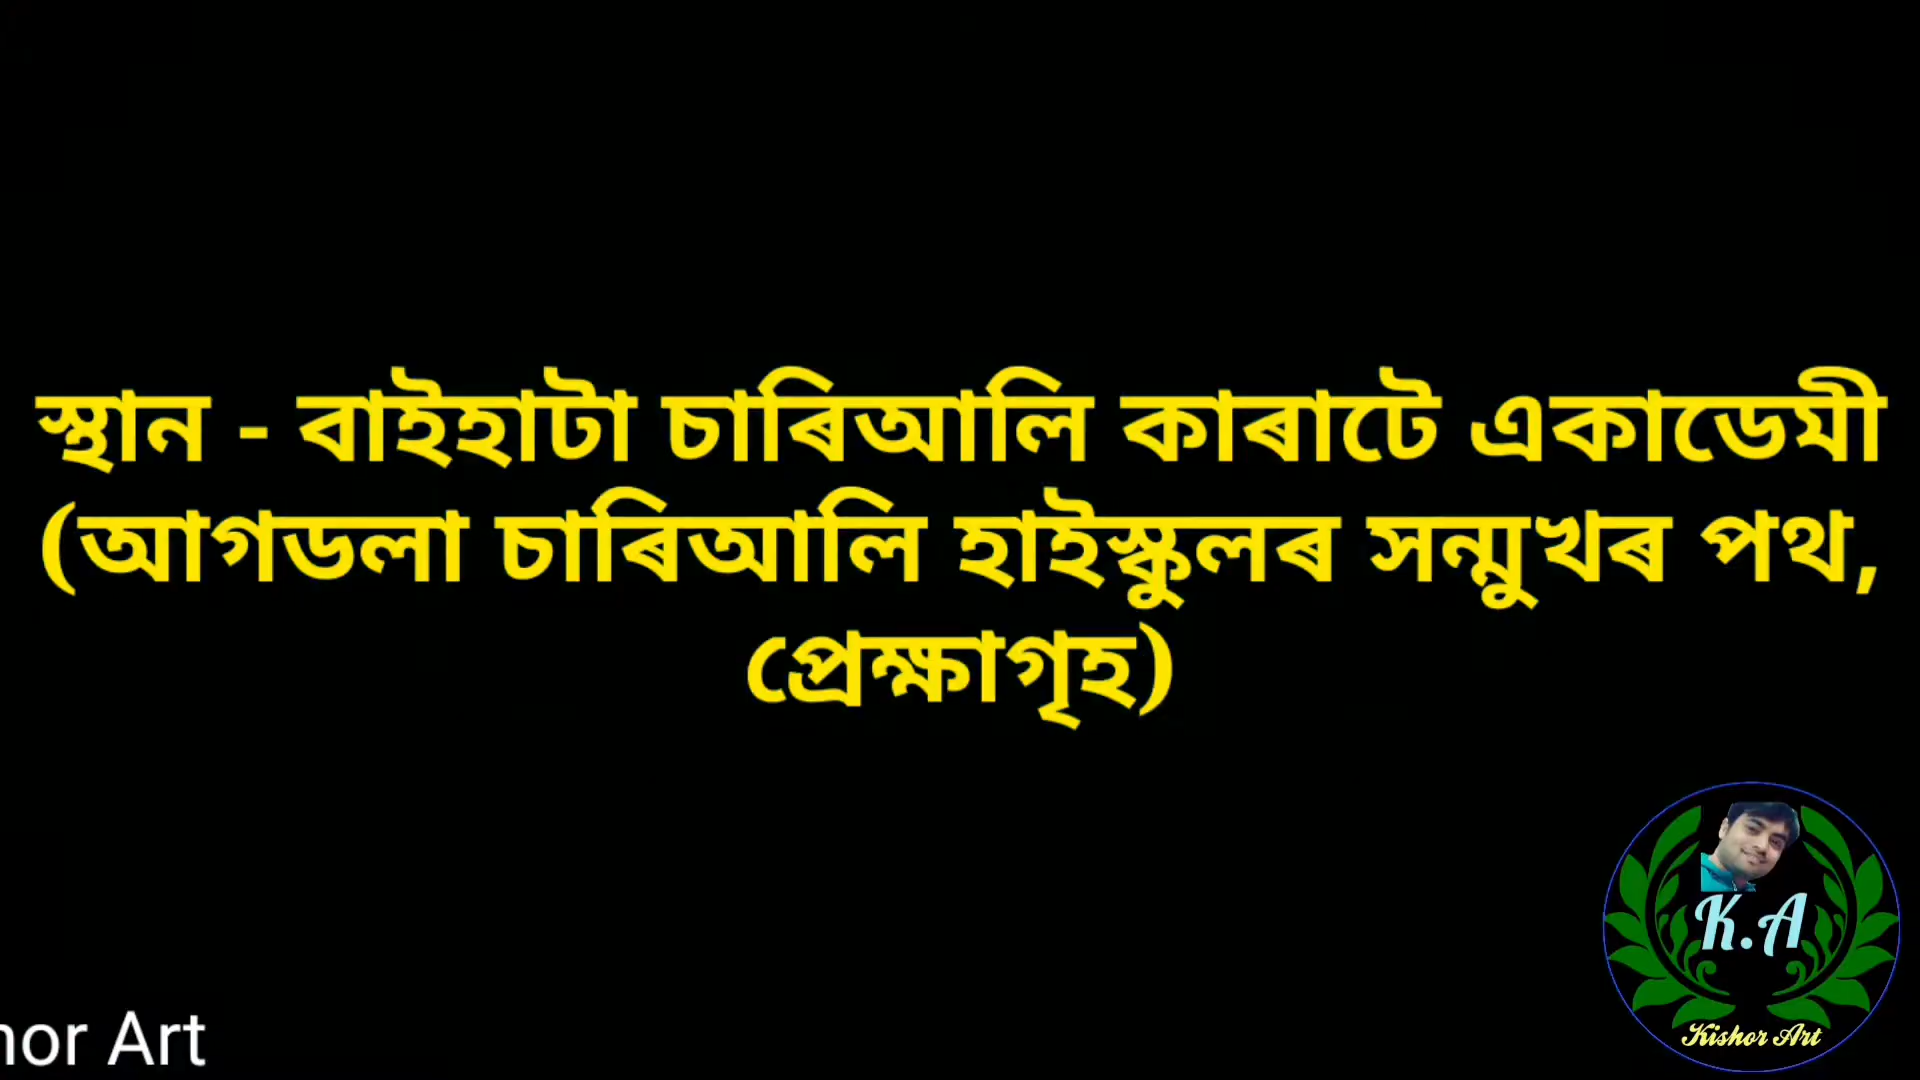 স্থান - বাইহাটা চাৰিআলি কাৰাটে একাডেমী
(আগডলা চাৰিআলি হাইস্কুলৰ সন্মুখৰ পথ,
প্ৰেক্ষাগৃহ)
K.A
Kishor Art
hor Art